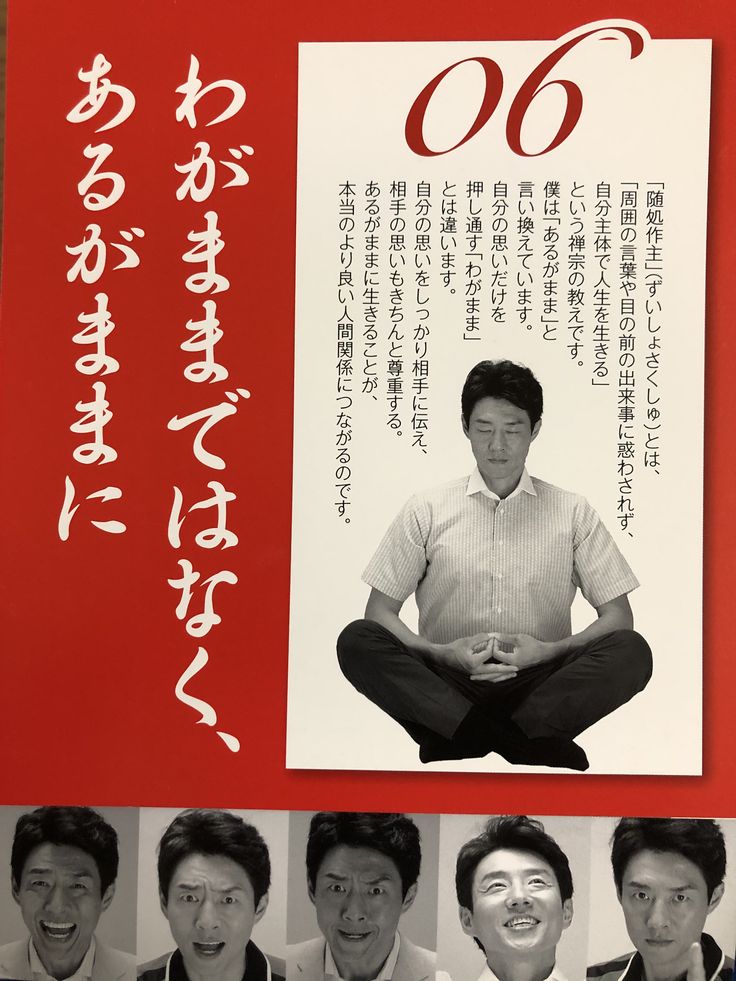 06
わがままではなく、
あるがままに
「随処作主」（ずいしょさくしゅ）とは、
「周囲の言葉や目の前の出来事に惑わされず、
自分主体で人生を生きる」
という禅宗の教えです。
僕は「あるがまま」と
言い換えています。
自分の思いだけを
押し通す「わがまま」
とは違います。
自分の思いをしっかり相手に伝え、
相手の思いもきちんと尊重する。
あるがままに生きることが、
本当のより良い人間関係につながるのです。